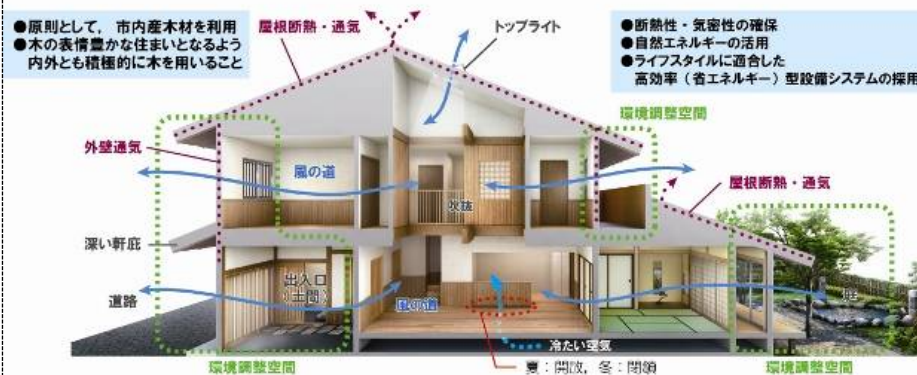 ●原則として，市内産木材を利用
●木の表情豊かな住まいとなるよう
内外とも積極的に木を用いること
屋根断熱・通気
トップライト
●断熱性・気密性の確保
●自然エネルギーの活用
●ライフスタイルに適合した
高効率（省エネルギー）型設備システムの採用
環境調整空間
外壁通気
風の道
吹抜
屋根断熱・通気
深い軒庇
出入口
（土間）
道路
風の道
庭
冷たい空気
環境調整空間
夏：開放，冬：閉鎖
環境調整空間